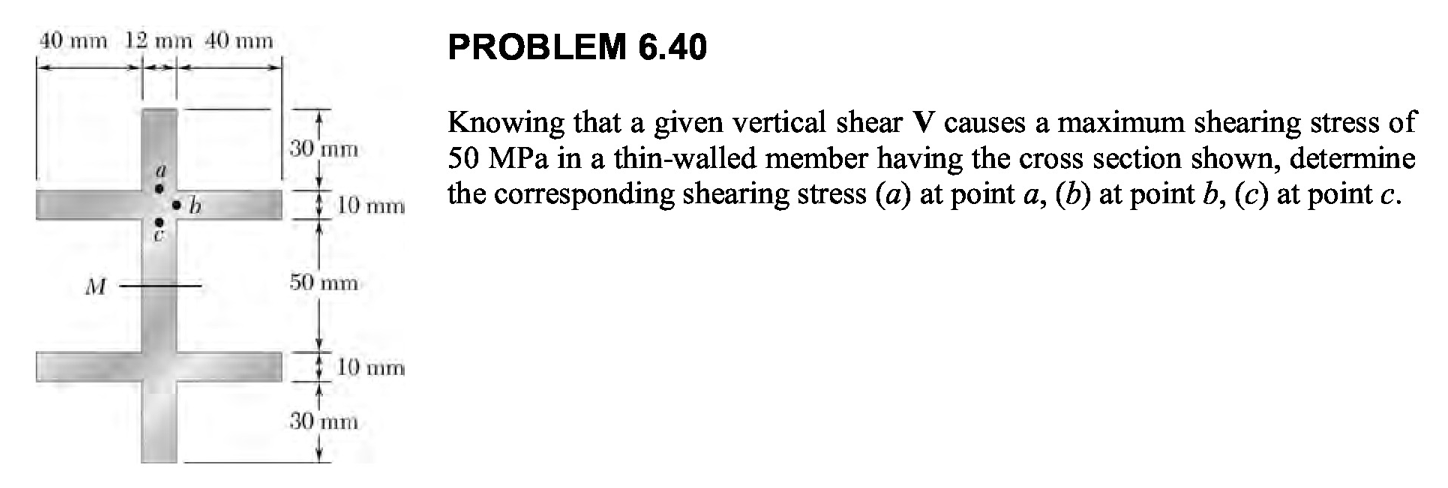 40 mm 12 mm 40 mm
PROBLEM 6.40
Knowing that a given vertical shear V causes a maximum shearing stress of
50 MPa in a thin-walled member having the cross section shown, determine
the corresponding shearing stress (a) at point a, (b) at point b, (c) at point c.
30 mm
a
b
10 mm
c
M
50 mm
10 mm
30 mm